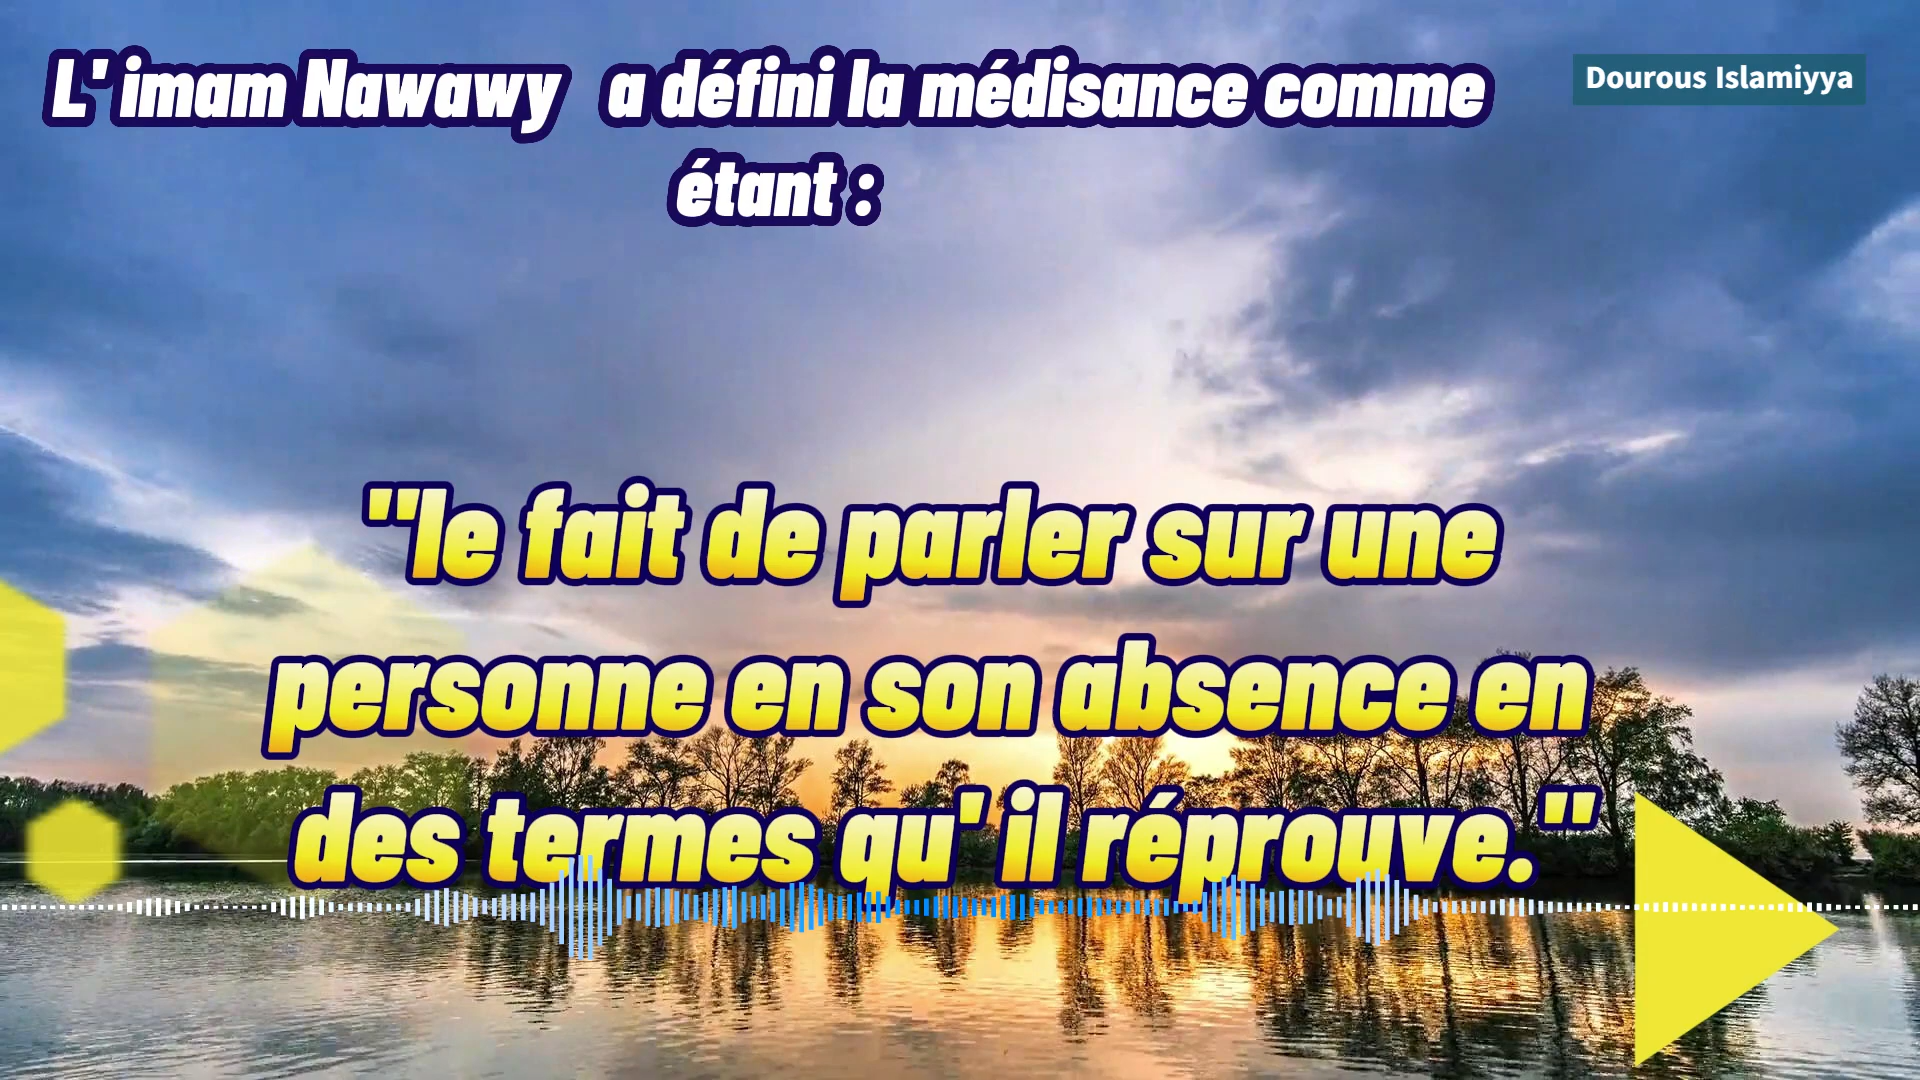 L' imam Nawawy a défini la médisance comme
étant :
Dourous Islamiyya
"le fait de parler sur une
personne en son absence en
des termes qu' il réprouve."